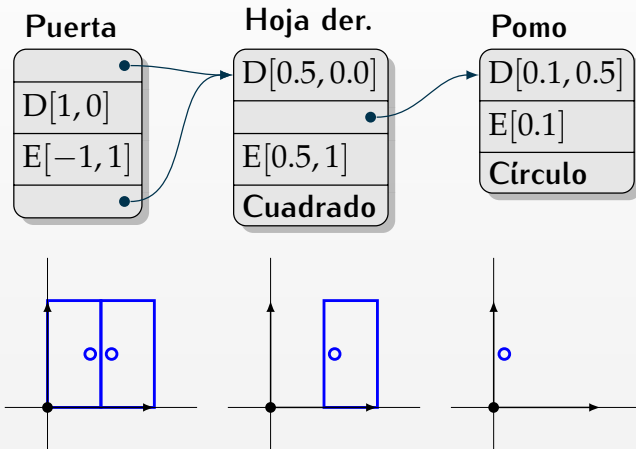 Puerta
D[1, 0]
E[−1, 1]
Hoja der.
D[0.5, 0.0]
E[0.5, 1]
Cuadrado
Pomo
D[0.1, 0.5]
E[0.1]
Círculo